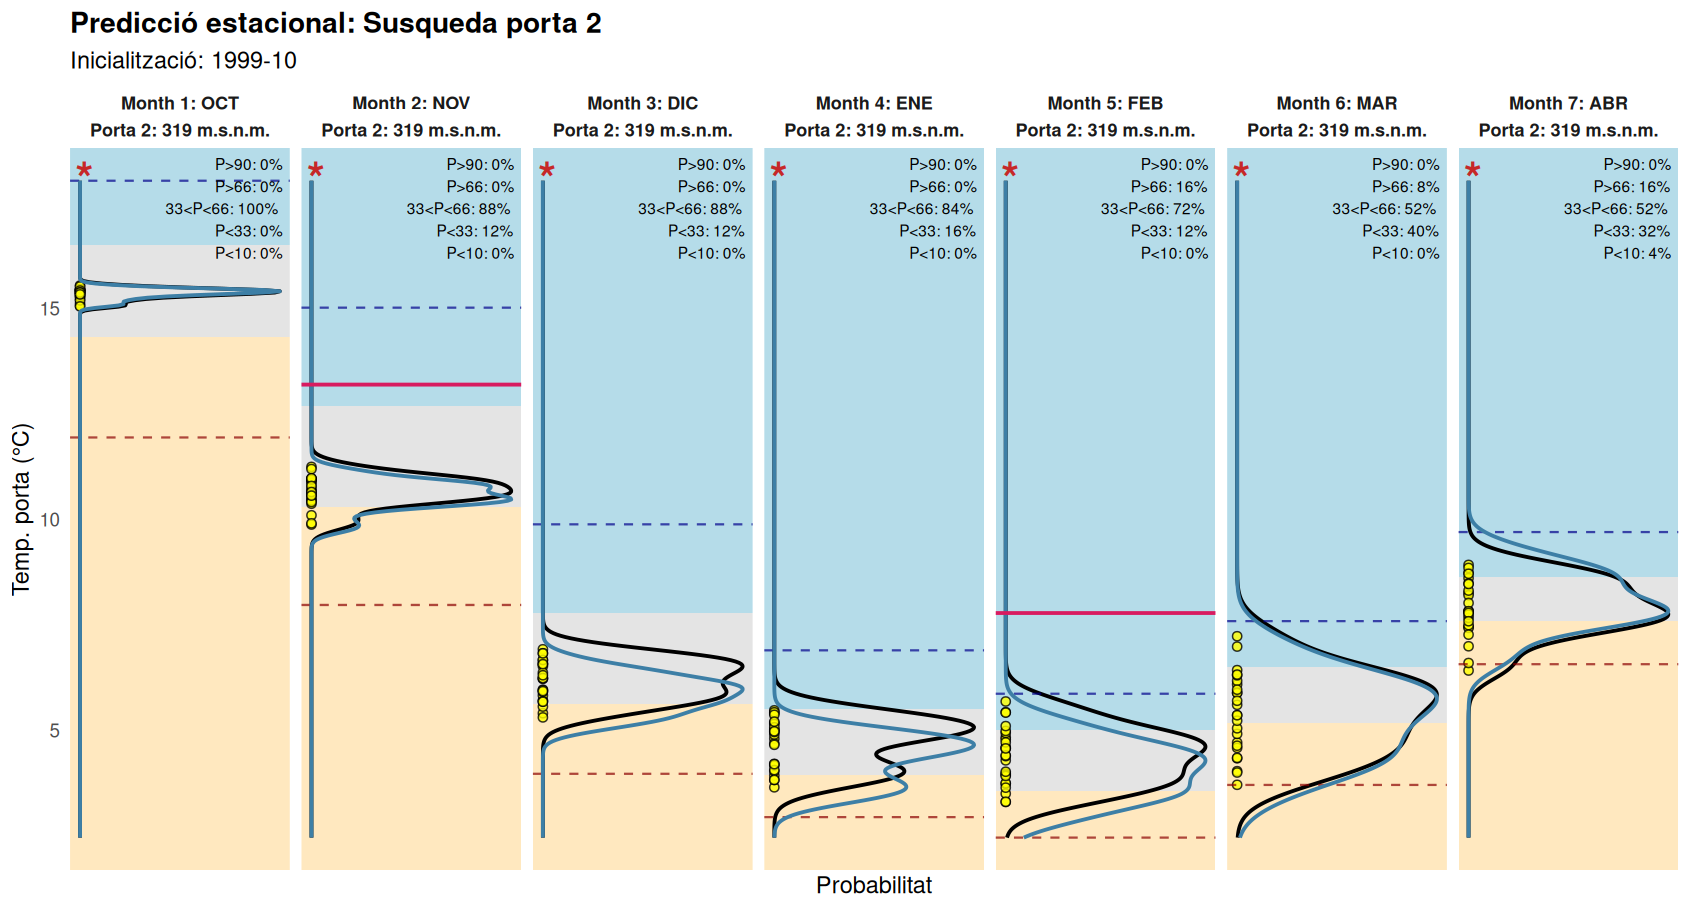 Predicció estacional: Susqueda porta 2
Inicialització: 1999-10
Month 1: OCT
Porta 2: 319 m.s.n.m.
Month 2: NOV
Porta 2: 319 m.s.n.m.
Month 3: DIC
Porta 2: 319 m.s.n.m.
Month 4: ENE
Porta 2: 319 m.s.n.m.
Month 5: FEB
Porta 2: 319 m.s.n.m.
Month 6: MAR
Porta 2: 319 m.s.n.m.
Month 7: ABR
Porta 2: 319 m.s.n.m.
*
P>90: 0%
P>66: 0%
33<P<66: 100%
P<33: 0%
P<10: 0%
*
P>90: 0%
P>66: 0%
33<P<66: 88%
P<33: 12%
P<10: 0%
*
P>90: 0%
P>66: 0%
33<P<66: 88%
P<33: 12%
P<10: 0%
*
P>90: 0%
P>66: 0%
33<P<66: 84%
P<33: 16%
P<10: 0%
*
P>90: 0%
P>66: 16%
33<P<66: 72%
P<33: 12%
P<10: 0%
*
P>90: 0%
P>66: 8%
33<P<66: 52%
P<33: 40%
P<10: 0%
*
P>90: 0%
P>66: 16%
33<P<66: 52%
P<33: 32%
P<10: 4%
15
10
5
Temp. porta (°C)
Probabilitat